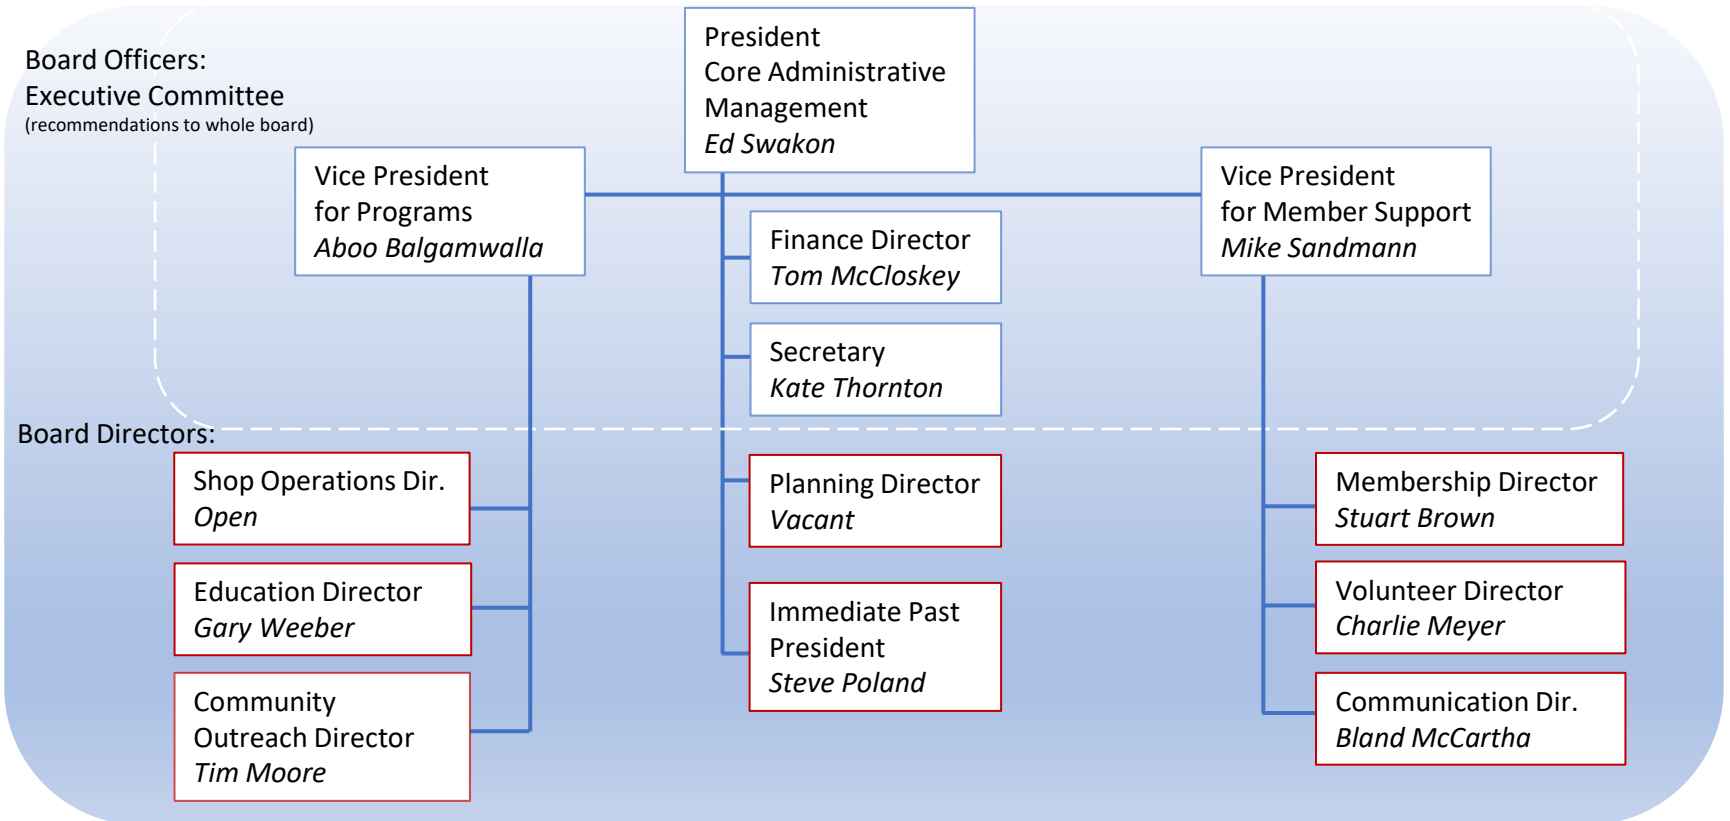 Board Officers:
Executive Committee
(recommendations to whole board)
President
Core Administrative
Management
Ed Swakon
Vice President
for Programs
Aboo Balgamwalla
Vice President
for Member Support
Mike Sandmann
Finance Director
Tom McCloskey
Secretary
Kate Thornton
Board Directors:
Shop Operations Dir.
Open
Education Director
Gary Weeber
Community
Outreach Director
Tim Moore
Planning Director
Vacant
Immediate Past
President
Steve Poland
Membership Director
Stuart Brown
Volunteer Director
Charlie Meyer
Communication Dir.
Bland McCartha